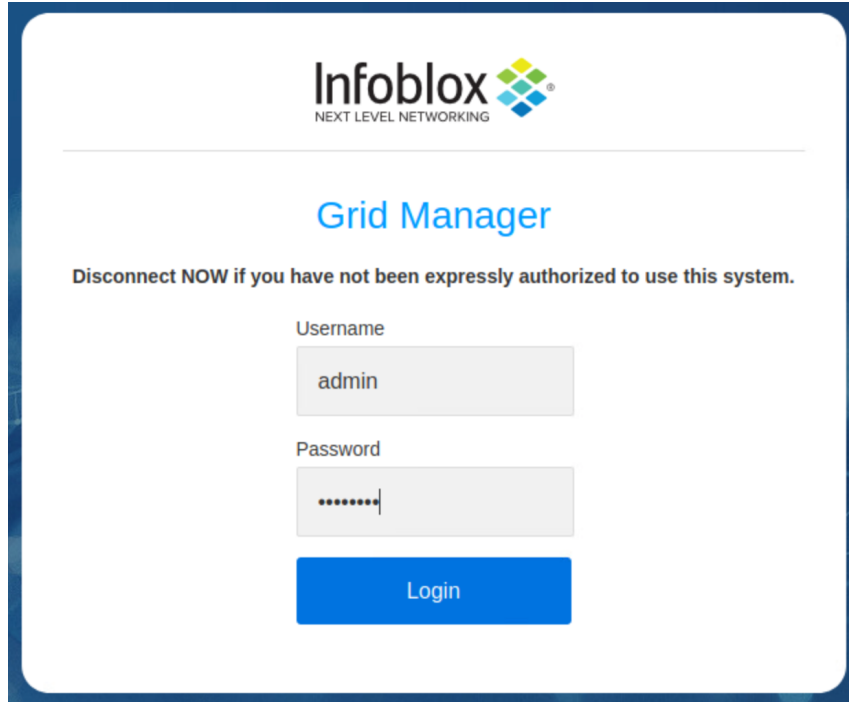 Infoblox
NEXT LEVEL NETWORKING
®
Grid Manager
Disconnect NOW if you have not been expressly authorized to use this system.
Username
admin
Password
••••••••
Login